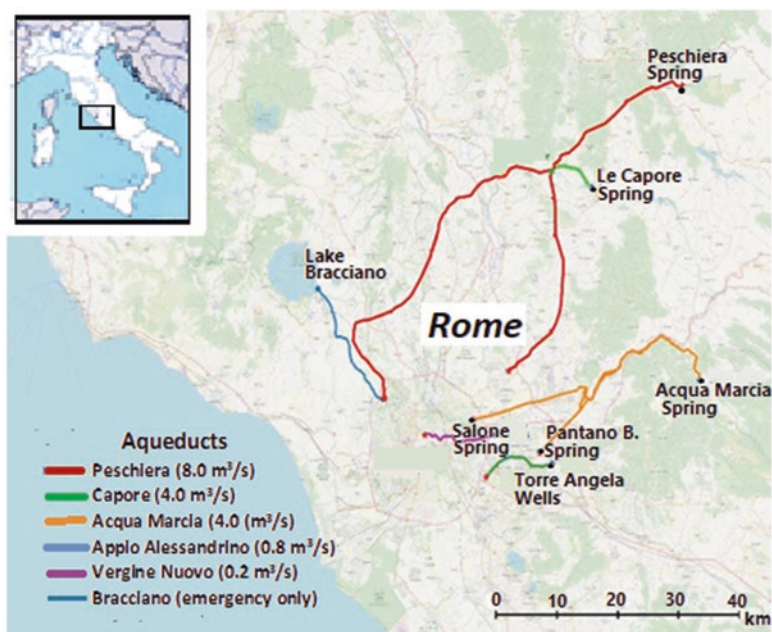 Peschiera
Spring
Le Capore
Spring
Lake
Bracciano
Rome
Acqua Marcia
Spring
Salone
Spring
Pantano B.
Spring
Torre Angela
Wells
Aqueducts
Peschiera (8.0 m³/s)
Capore (4.0 m³/s)
Acqua Marcia (4.0 (m³/s)
Appio Alessandrino (0.8 m³/s)
Vergine Nuovo (0.2 m³/s)
Bracciano (emergency only)
0 10 20 30 40
km